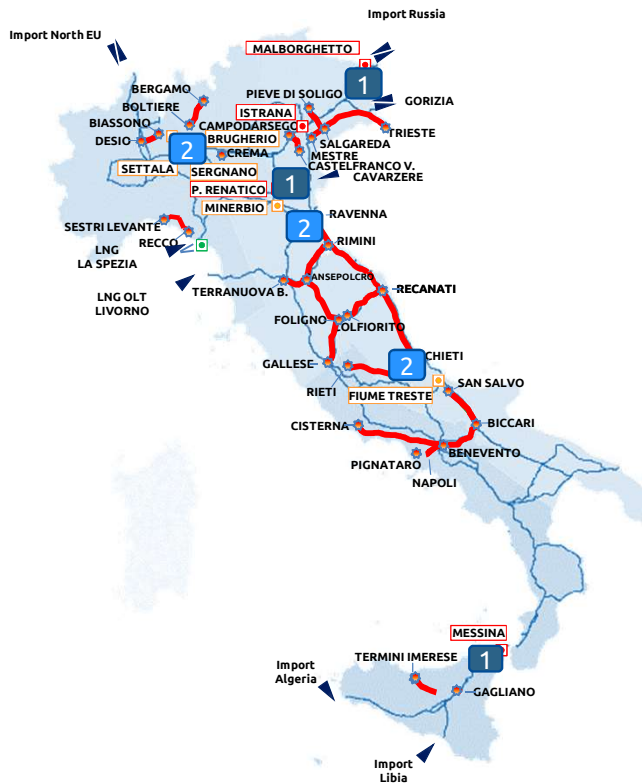 Import Russia
Import North EU
MALBORGHETTO
1
BERGAMO
PIEVE DI SOLIGO
BOLTIERE
GORIZIA
ISTRANA
BIASSONO
CAMPODARSEGO
TRIESTE
DESIO
BRUGHERIO
SALGAREDA
2
CREMA
MESTRE
CASTELFRANCO V.
SETTALA
SERGNANO
CAVARZERE
P. RENATICO
1
MINERBIO
RAVENNA
SESTRI LEVANTE
2
RECCO
RIMINI
LNG
LA SPEZIA
ANSEPOLCRO
RECANATI
TERRANUOVA B.
LNG OLT
LIVORNO
FOLIGNO
OLFIORITO
CHIETI
GALLESE
2
RIETI
SAN SALVO
FIUME TRESTE
CISTERNA
BICCARI
BENEVENTO
PIGNATARO
NAPOLI
MESSINA
1
TERMINI IMERESE
Import
Algeria
GAGLIANO
Import
Libia